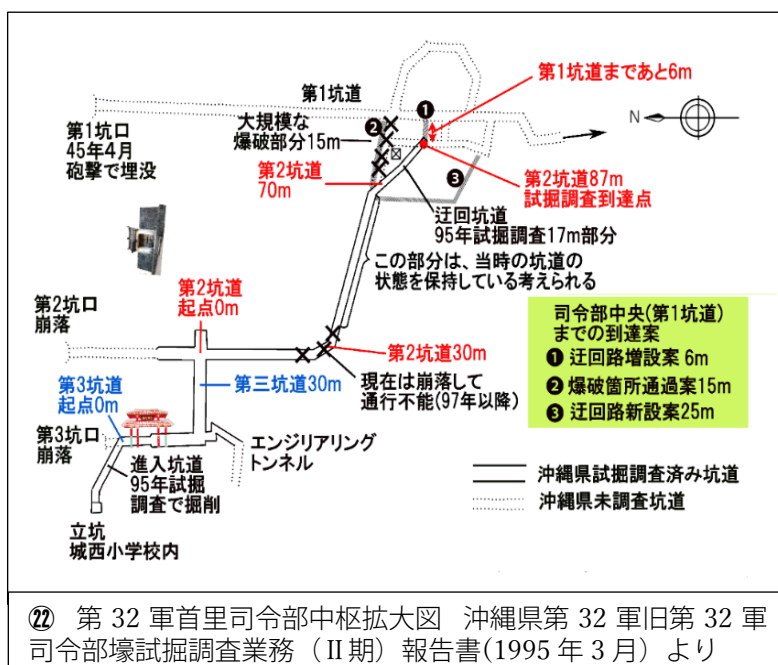 第1坑道まであと6m
第1坑道
❶
N
大規模な
爆破部分15m
❷
第1坑口
45年4月
砲撃で埋没
第2坑道
70m
❸
第2坑道87m
試掘調査到達点
迂回坑道
95年試掘調査17m部分
この部分は、当時の坑道の
状態を保持している考えられる
第2坑道
起点0m
第2坑口
崩落
司令部中央(第1坑道)
までの到達案
❶ 迂回路増設案 6m
❷ 爆破箇所通過案15m
❸ 迂回路新設案25m
第2坑道30m
第3坑道
起点0m
第三坑道30m
現在は崩落して
通行不能(97年以降)
第3坑口
崩落
進入坑道
95年試掘
調査で掘削
エンジリアリング
トンネル
沖縄県試掘調査済み坑道
沖縄県未調査坑道
立坑
城西小学校内
㉒ 第32軍首里司令部中枢拡大図 沖縄県第32軍旧第32軍
司令部壕試掘調査業務（Ⅱ期）報告書(1995年3月）より